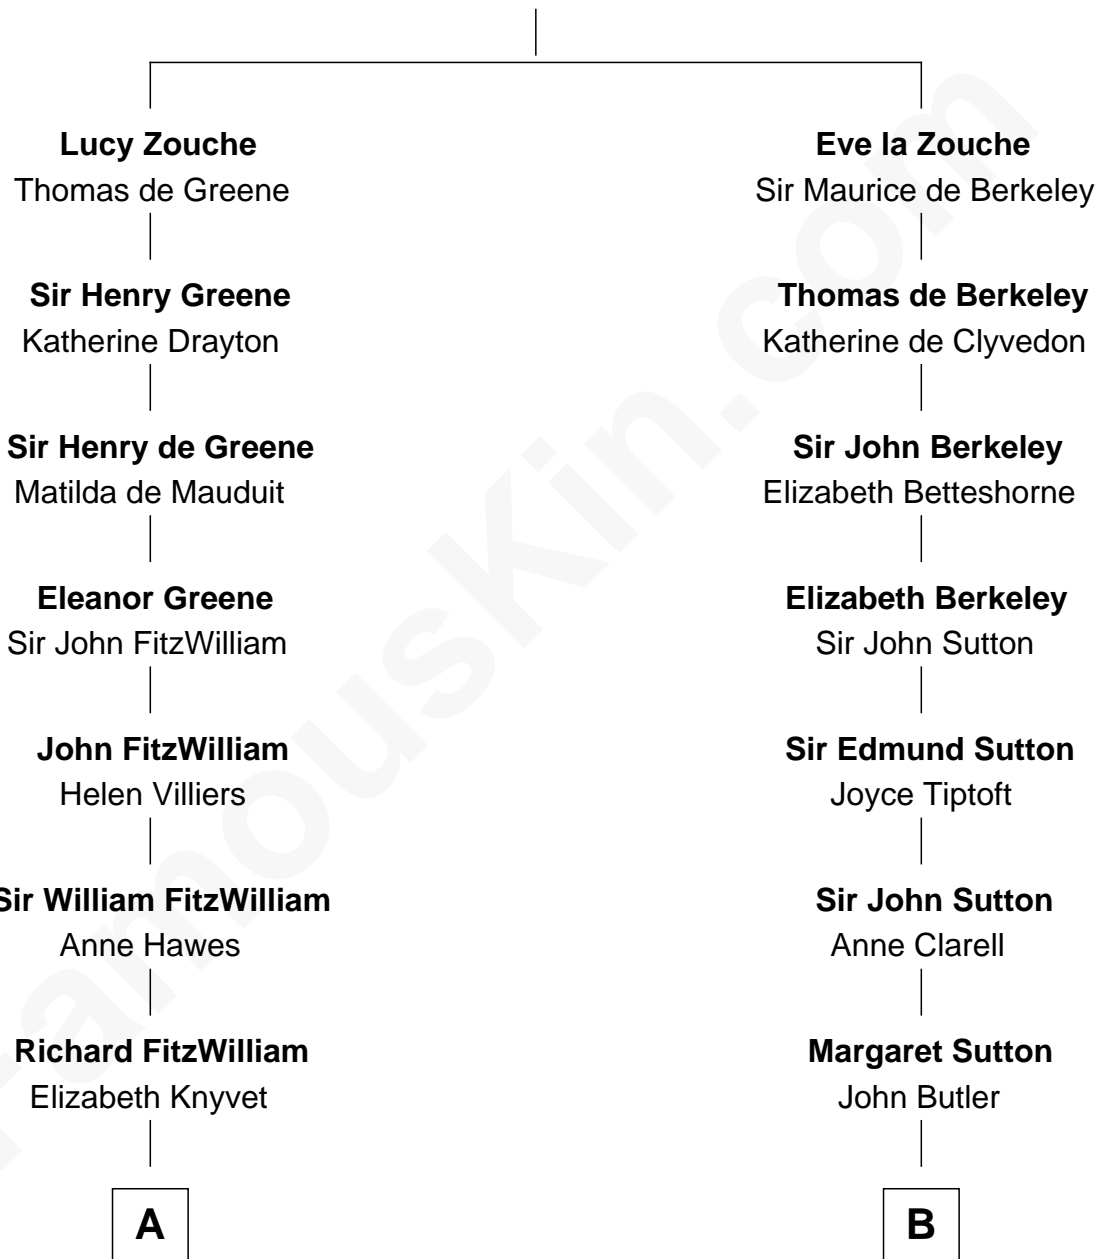 Lucy Zouche
Thomas de Greene
Sir Henry Greene
Katherine Drayton
Sir Henry de Greene
Matilda de Mauduit
Eleanor Greene
Sir John FitzWilliam
John FitzWilliam
Helen Villiers
Sir William FitzWilliam
Anne Hawes
Richard FitzWilliam
Elizabeth Knyvet
A
Eve la Zouche
Sir Maurice de Berkeley
Thomas de Berkeley
Katherine de Clyvedon
Sir John Berkeley
Elizabeth Betteshorne
Elizabeth Berkeley
Sir John Sutton
Sir Edmund Sutton
Joyce Tiptoft
Sir John Sutton
Anne Clarell
Margaret Sutton
John Butler
B
FamousKin.com